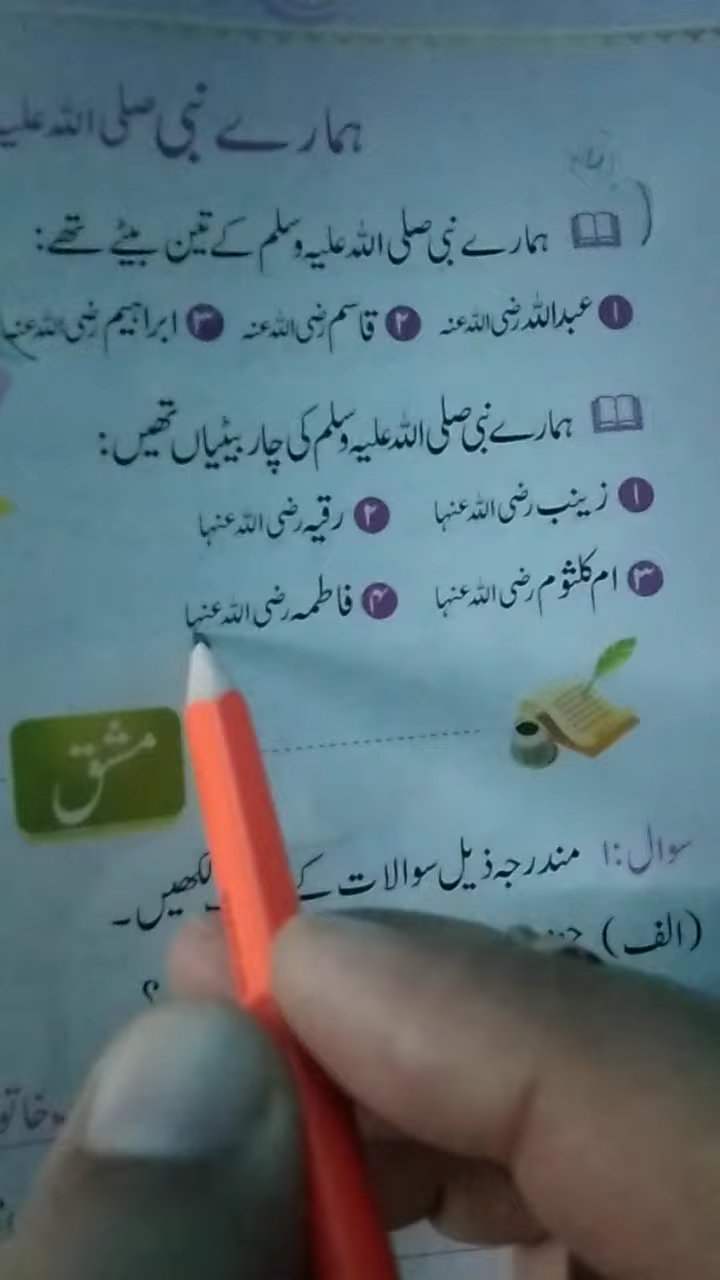 ہمارے نبی صلی اللہ علیہ
ہمارے نبی صلی اللہ علیہ وسلم کے تین بیٹے تھے:
۱ عبداللہ رضی اللہ عنہ ۲ قاسم رضی اللہ عنہ ۳ ابراہیم رضی اللہ عنہ
ہمارے نبی صلی اللہ علیہ وسلم کی چار بیٹیاں تھیں:
۱ زینب رضی اللہ عنہا ۲ رقیہ رضی اللہ عنہا
۳ ام کلثوم رضی اللہ عنہا ۴ فاطمہ رضی اللہ عنہا
مشق
سوال:۱ مندرجہ ذیل سوالات کے لکھیں۔
(الف)
؟